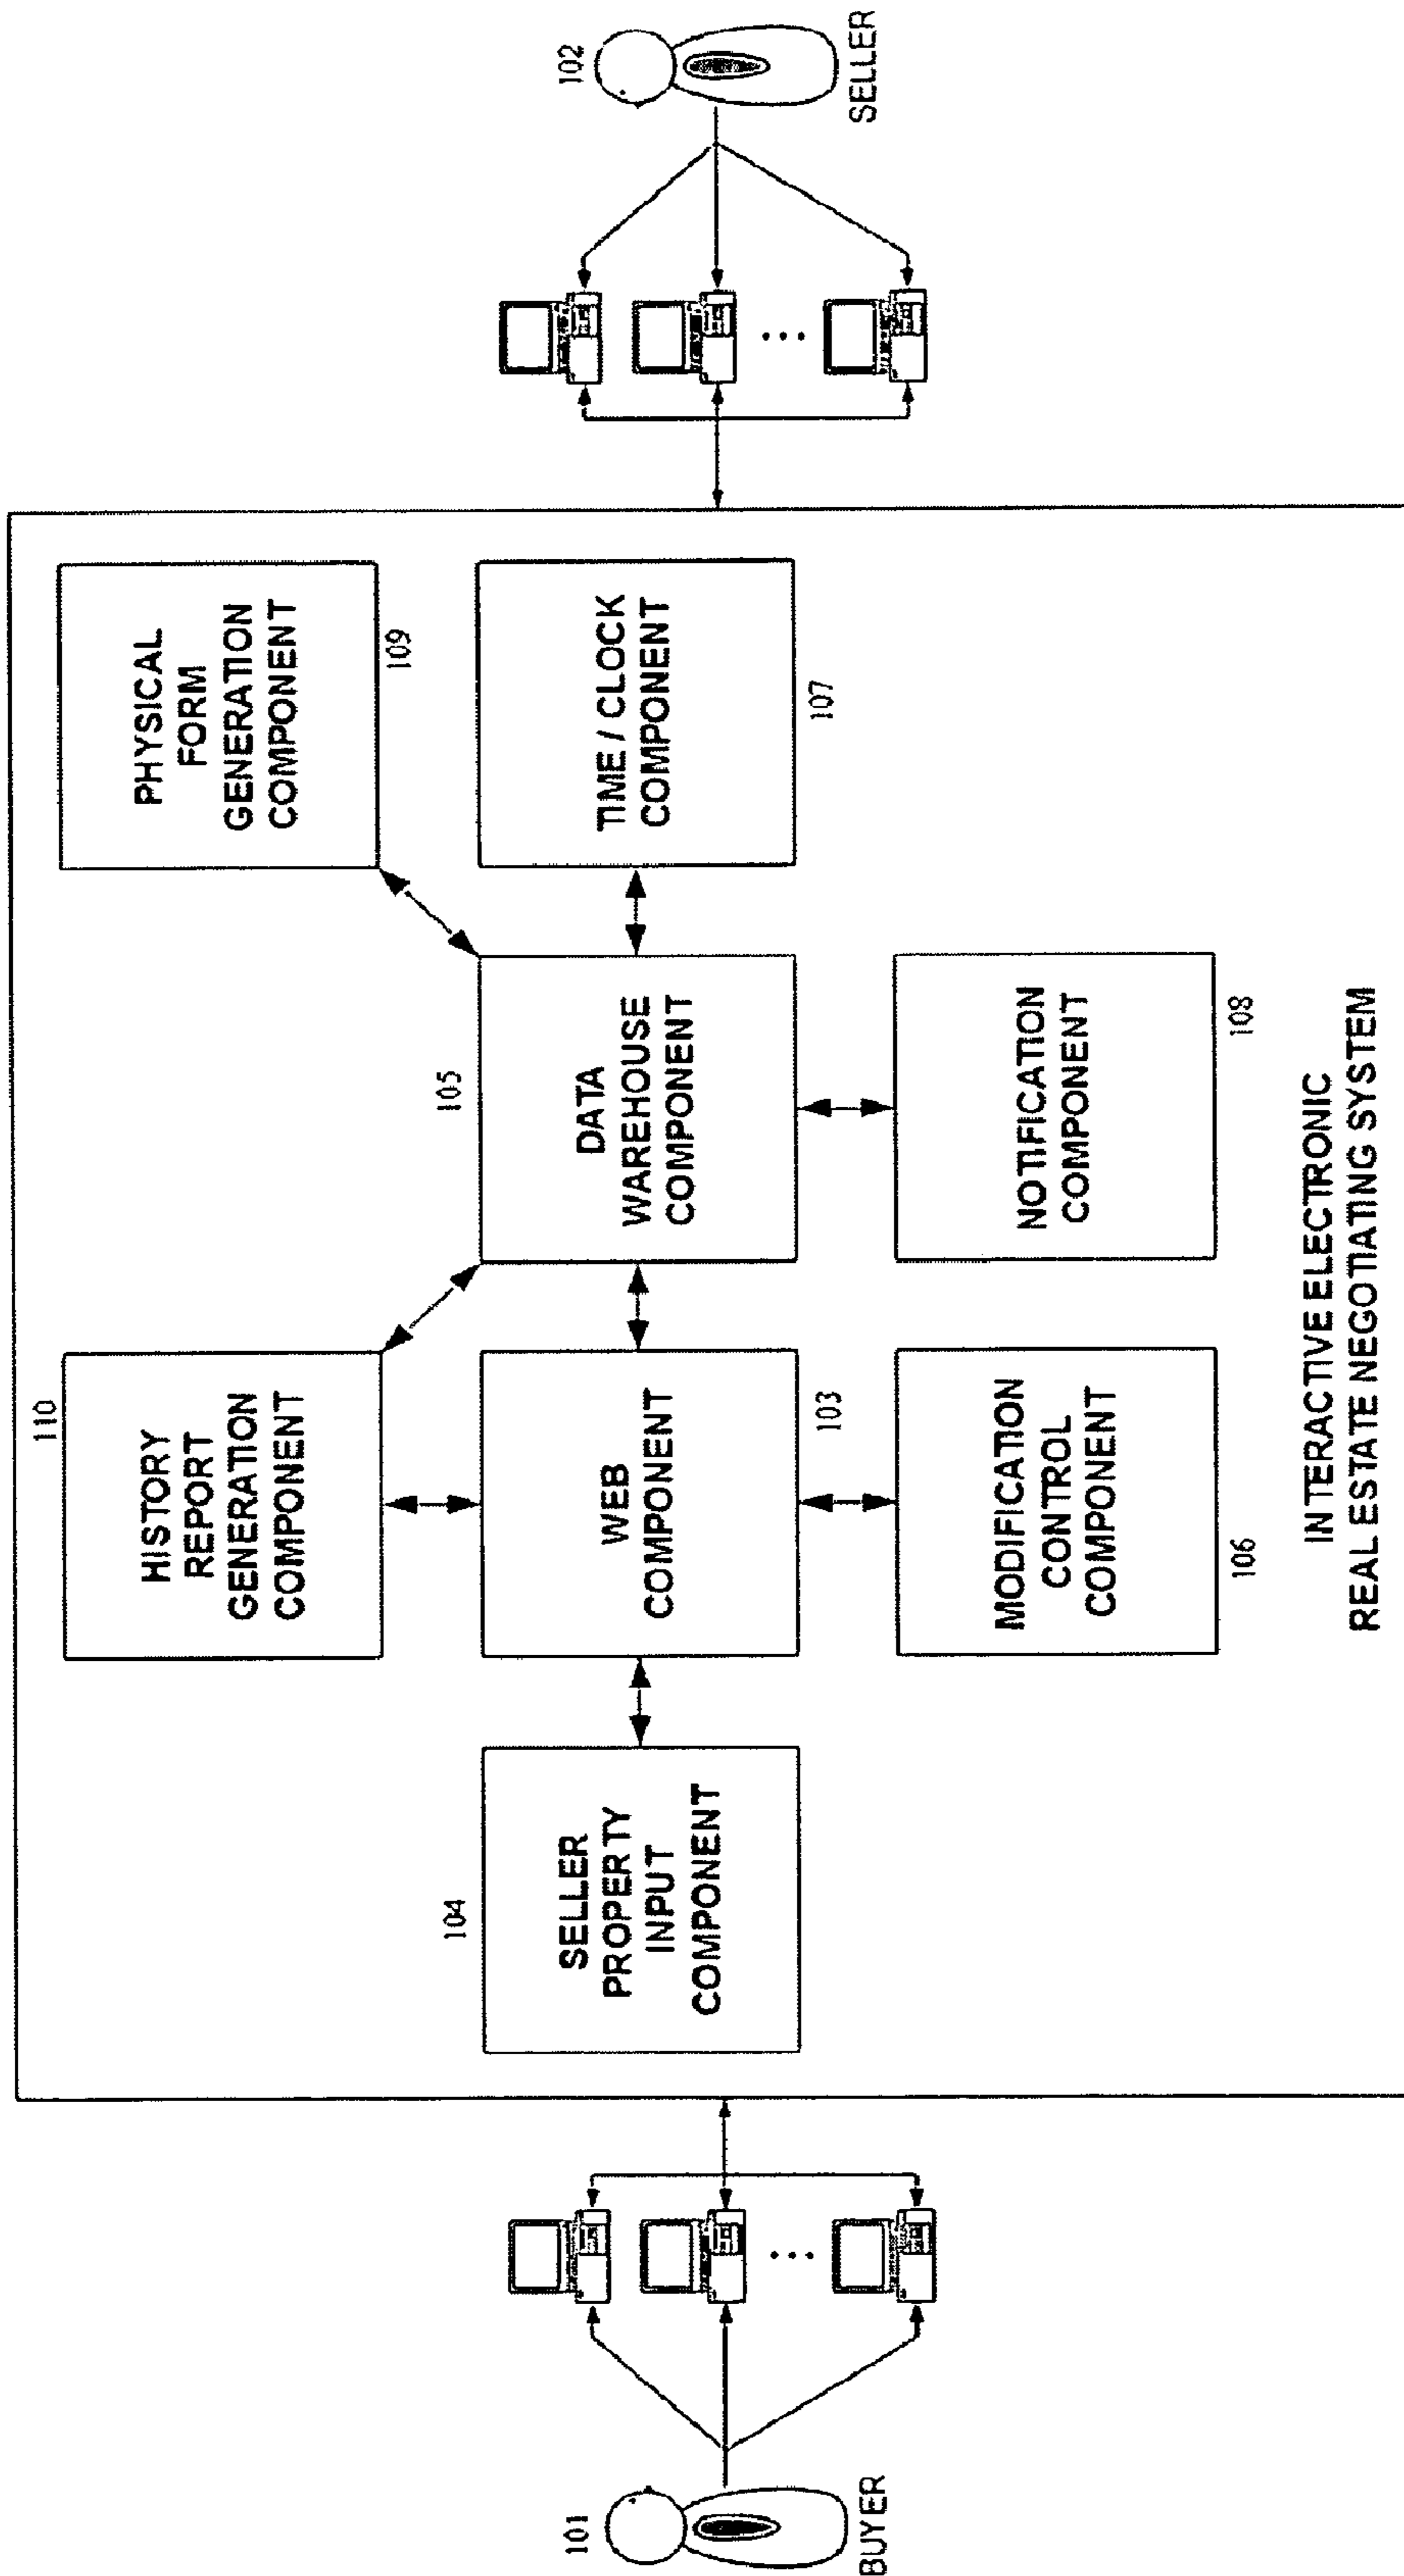 110
HISTORY
REPORT
GENERATION
COMPONENT
PHYSICAL
FORM
GENERATION
COMPONENT
109
101
BUYER
104
SELLER
PROPERTY
INPUT
COMPONENT
WEB
COMPONENT
103
105
DATA
WAREHOUSE
COMPONENT
TIME / CLOCK
COMPONENT
107
102
SELLER
MODIFICATION
CONTROL
COMPONENT
106
NOTIFICATION
COMPONENT
108
INTERACTIVE ELECTRONIC
REAL ESTATE NEGOTIATING SYSTEM